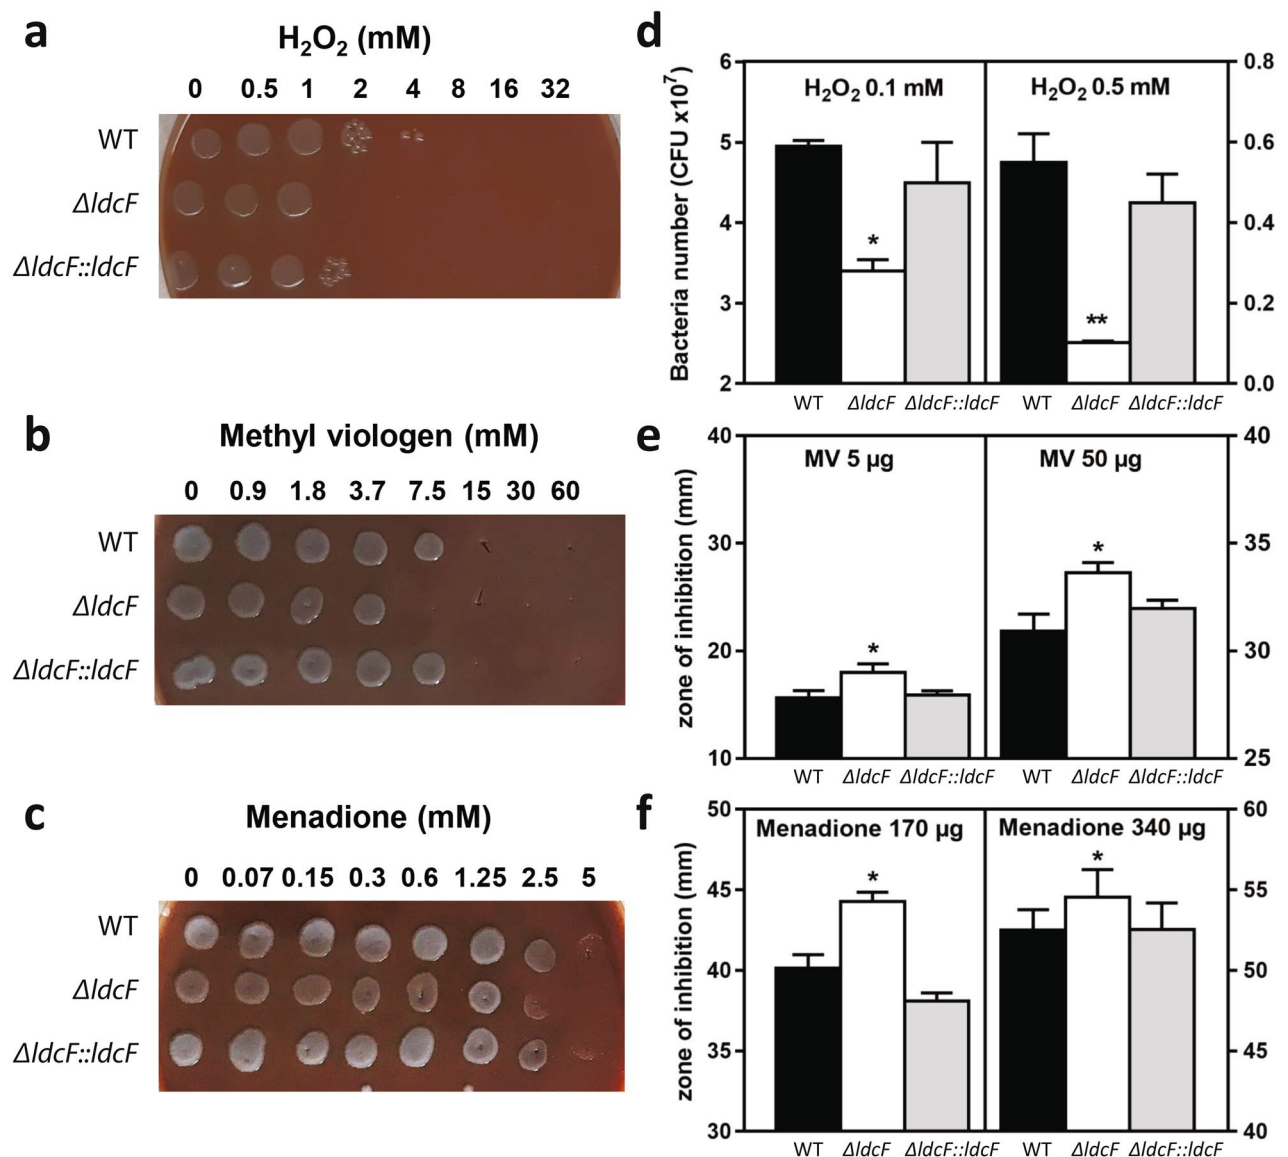 a
H₂O₂ (mM)
0 0.5 1 2 4 8 16 32
WT
ΔldcF
ΔldcF::ldcF
b
Methyl viologen (mM)
0 0.9 1.8 3.7 7.5 15 30 60
WT
ΔldcF
ΔldcF::ldcF
c
Menadione (mM)
0 0.07 0.15 0.3 0.6 1.25 2.5 5
WT
ΔldcF
ΔldcF::ldcF
d
Bacteria number (CFU x10⁷)
6
5
4
3
2
H₂O₂ 0.1 mM
H₂O₂ 0.5 mM
*
**
0.8
0.6
0.4
0.2
0.0
WT ΔldcF ΔldcF::ldcF WT ΔldcF ΔldcF::ldcF
e
zone of inhibition (mm)
40
30
20
10
MV 5 µg
MV 50 µg
*
*
40
35
30
25
WT ΔldcF ΔldcF::ldcF WT ΔldcF ΔldcF::ldcF
f
zone of inhibition (mm)
50
45
40
35
30
Menadione 170 µg
Menadione 340 µg
*
*
60
55
50
45
40
WT ΔldcF ΔldcF::ldcF WT ΔldcF ΔldcF::ldcF